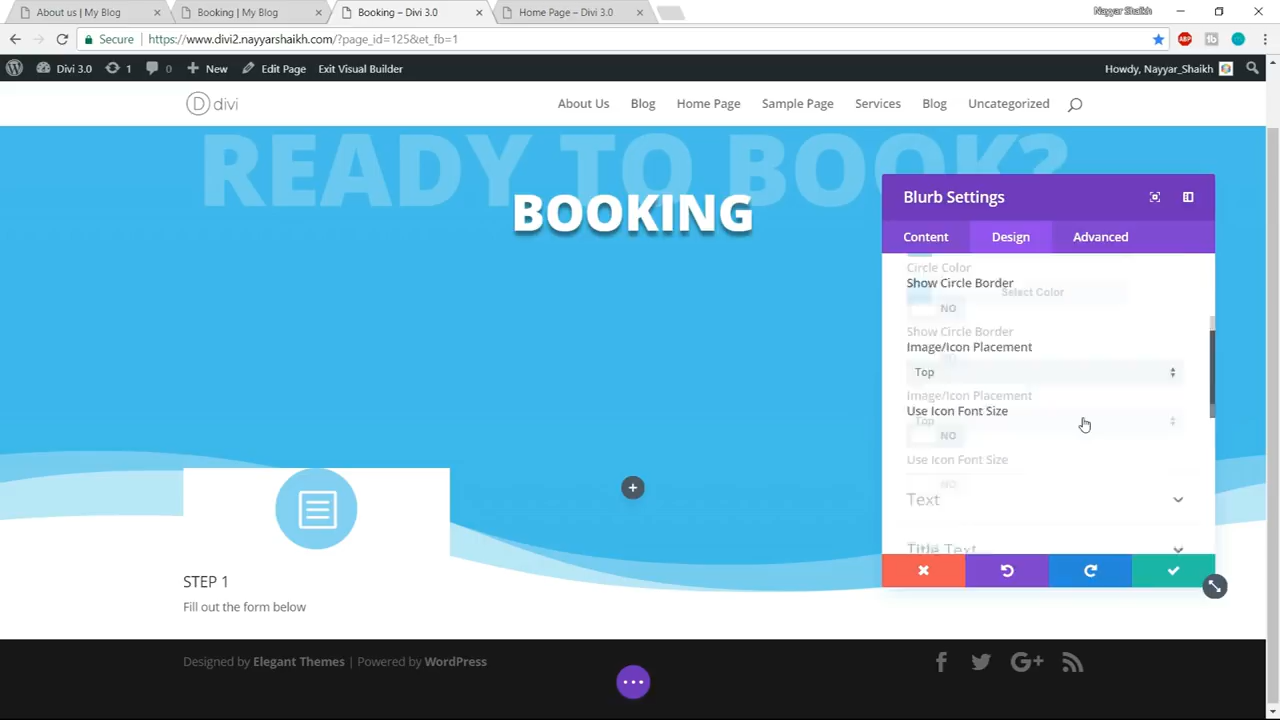 About us | My Blog
Booking | My Blog
Booking – Divi 3.0
Home Page – Divi 3.0
Nayyar Shaikh
Secure
https://www.divi2.nayyarshaikh.com/?page_id=125&et_fb=1
ABP
tb
Divi 3.0
1
0
New
Edit Page
Exit Visual Builder
Howdy, Nayyar_Shaikh
D divi
About Us
Blog
Home Page
Sample Page
Services
Blog
Uncategorized
READY TO BOOK?
BOOKING
Blurb Settings
Content
Design
Advanced
Circle Color
Show Circle Border
Select Color
NO
Show Circle Border
Image/Icon Placement
Top
Image/Icon Placement
Use Icon Font Size
Top
NO
Use Icon Font Size
NO
Text
Title Text
STEP 1
Fill out the form below
Designed by Elegant Themes | Powered by WordPress